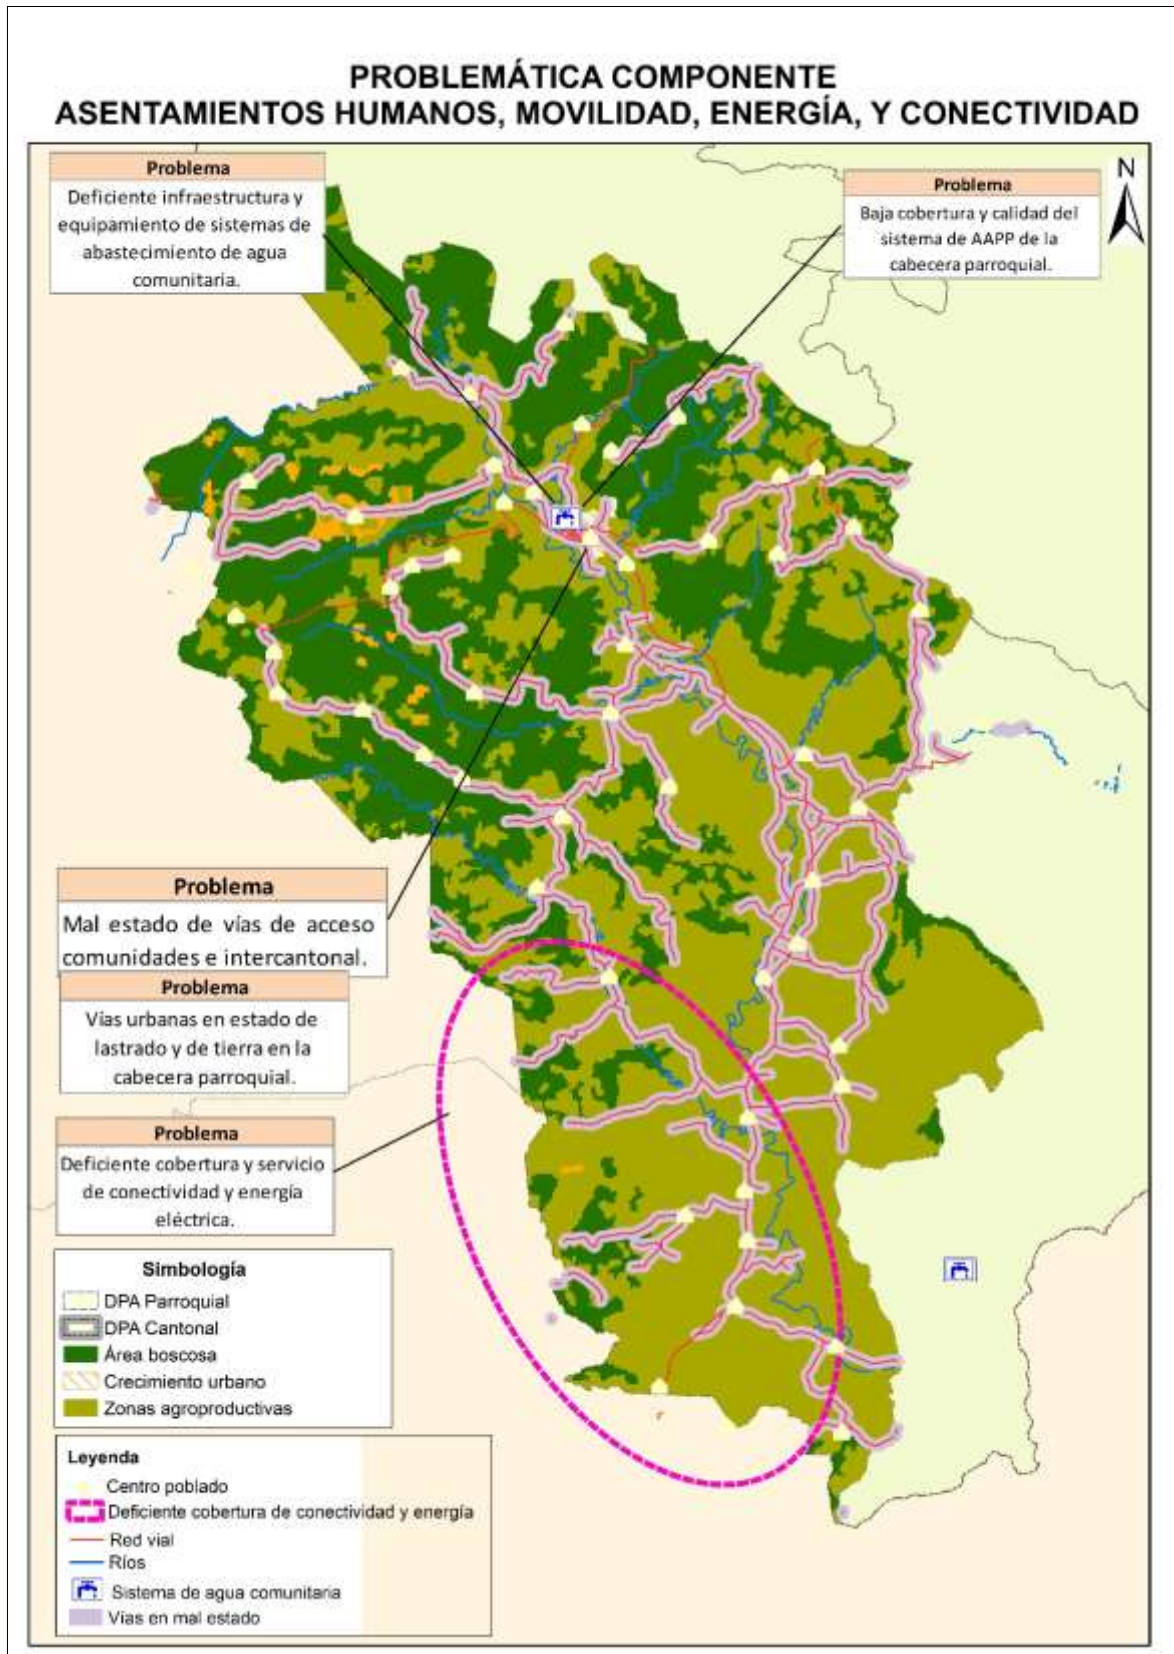 PROBLEMÁTICA COMPONENTE
ASENTAMIENTOS HUMANOS, MOVILIDAD, ENERGÍA, Y CONECTIVIDAD
Problema
Deficiente infraestructura y
equipamiento de sistemas de
abastecimiento de agua
comunitaria.
Problema
Baja cobertura y calidad del
sistema de AAPP de la
cabecera parroquial.
N
Problema
Mal estado de vías de acceso
comunidades e intercantonal.
Problema
Vías urbanas en estado de
lastrado y de tierra en la
cabecera parroquial.
Problema
Deficiente cobertura y servicio
de conectividad y energía
eléctrica.
Simbología
DPA Parroquial
DPA Cantonal
Área boscosa
Crecimiento urbano
Zonas agroproductivas
Leyenda
Centro poblado
Deficiente cobertura de conectividad y energía
Red vial
Ríos
Sistema de agua comunitaria
Vías en mal estado